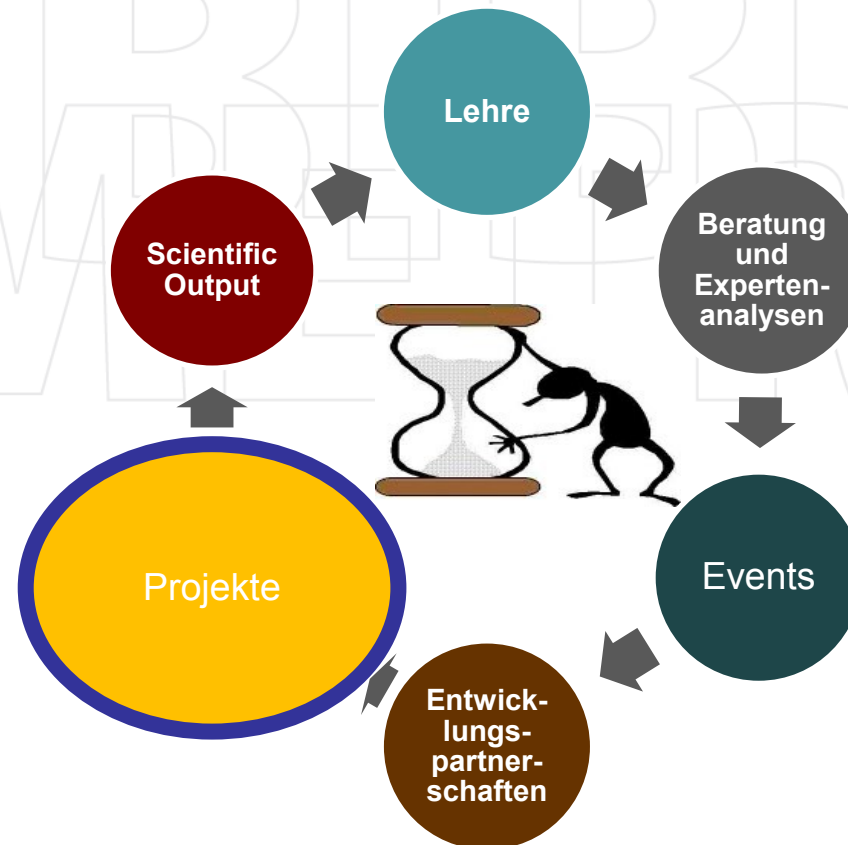 Lehre
Beratung
und
Experten-
analysen
Events
Entwick-
lungs-
partner-
schaften
Projekte
Scientific
Output